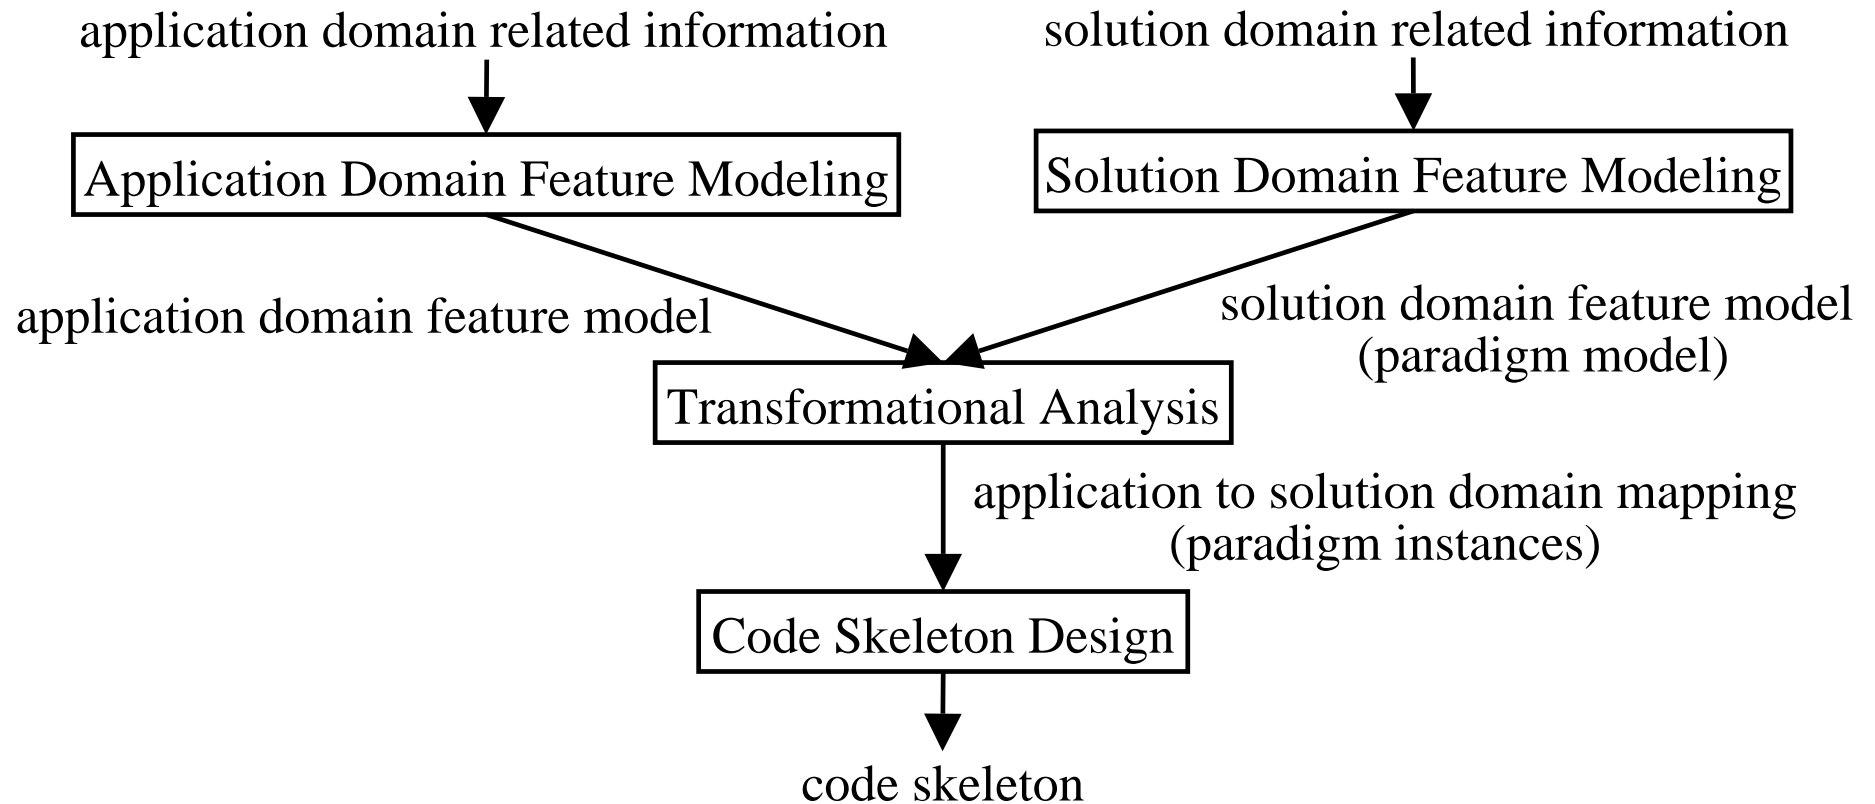 application domain related information
solution domain related information
Application Domain Feature Modeling
Solution Domain Feature Modeling
application domain feature model
solution domain feature model
(paradigm model)
Transformational Analysis
application to solution domain mapping
(paradigm instances)
Code Skeleton Design
code skeleton